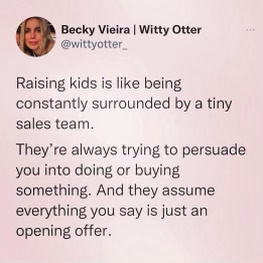 Becky Vieira | Witty Otter
@wittyotter_
Raising kids is like being
constantly surrounded by a tiny
sales team.
They're always trying to persuade
you into doing or buying
something. And they assume
everything you say is just an
opening offer.